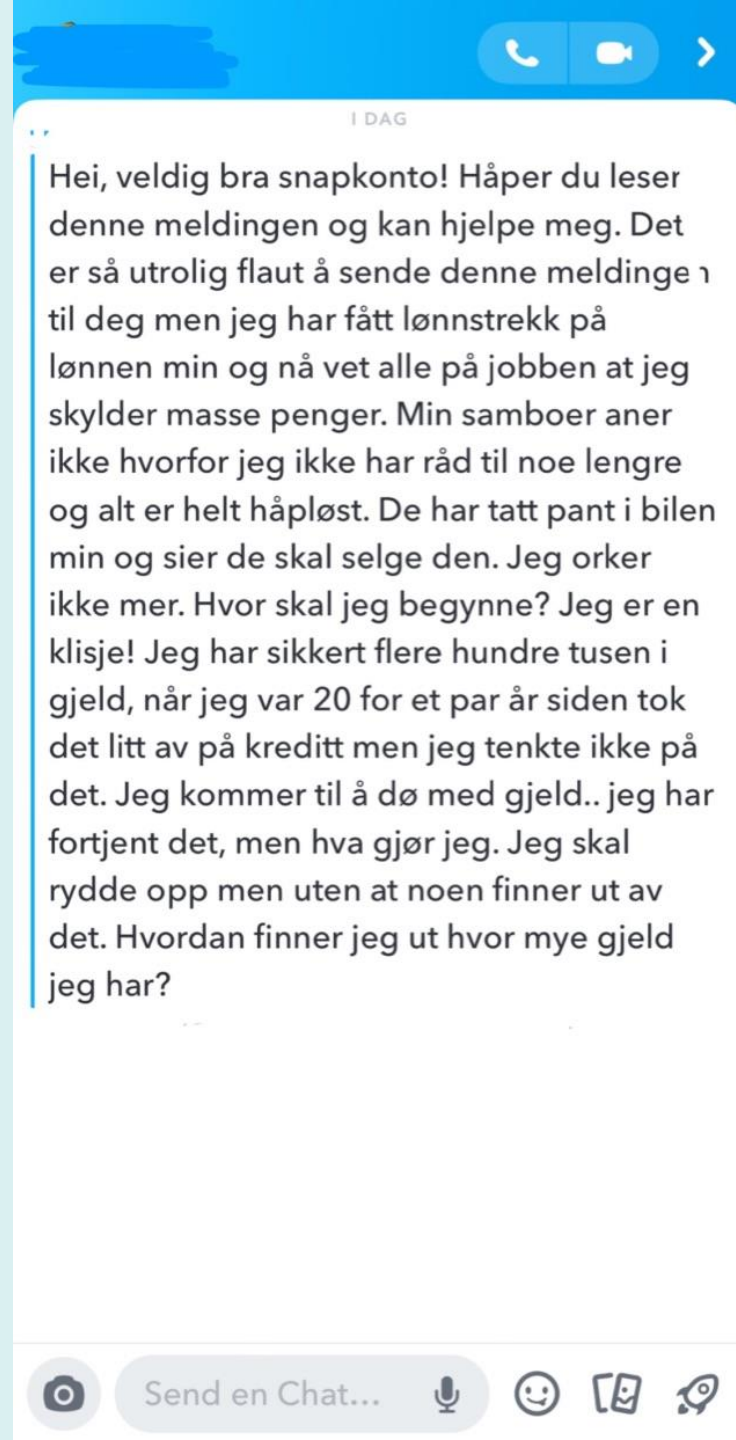 I DAG
Hei, veldig bra snapkonto! Håper du leser
denne meldingen og kan hjelpe meg. Det
er så utrolig flaut å sende denne meldingen
til deg men jeg har fått lønnstrekk på
lønnen min og nå vet alle på jobben at jeg
skylder masse penger. Min samboer aner
ikke hvorfor jeg ikke har råd til noe lengre
og alt er helt håpløst. De har tatt pant i bilen
min og sier de skal selge den. Jeg orker
ikke mer. Hvor skal jeg begynne? Jeg er en
klisje! Jeg har sikkert flere hundre tusen i
gjeld, når jeg var 20 for et par år siden tok
det litt av på kreditt men jeg tenkte ikke på
det. Jeg kommer til å dø med gjeld.. jeg har
fortjent det, men hva gjør jeg. Jeg skal
rydde opp men uten at noen finner ut av
det. Hvordan finner jeg ut hvor mye gjeld
jeg har?
Send en Chat...